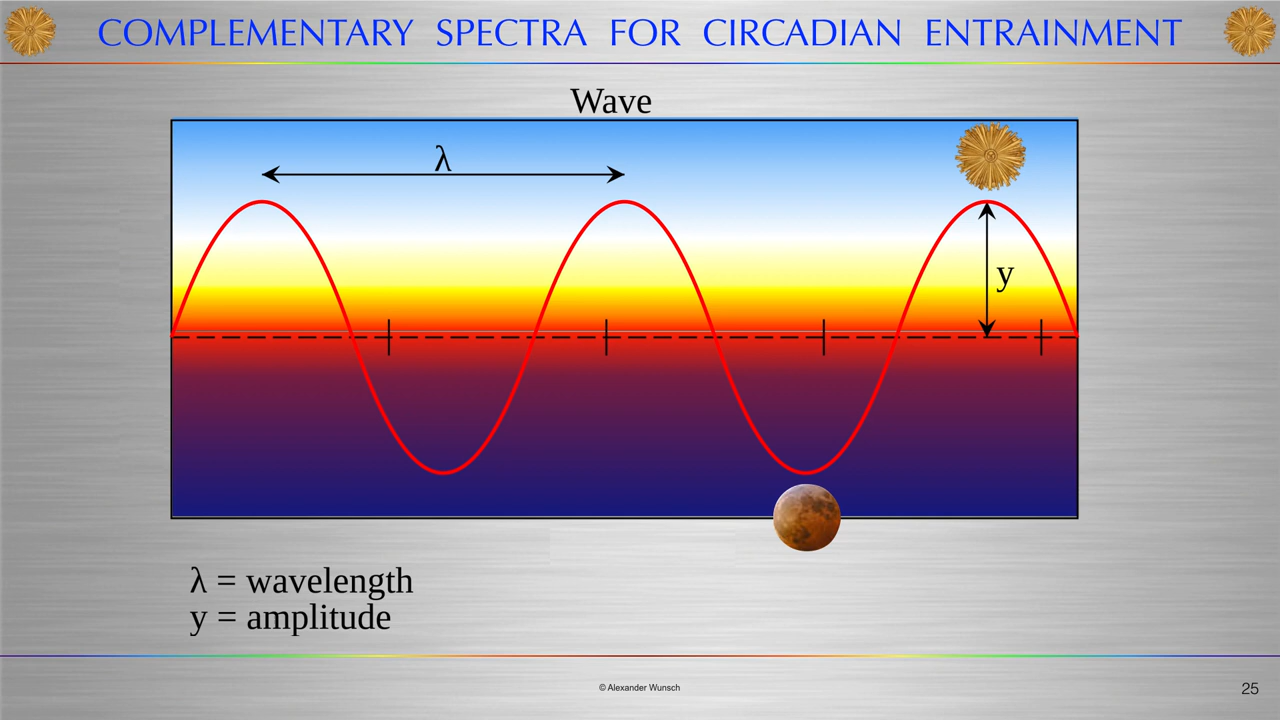 COMPLEMENTARY SPECTRA FOR CIRCADIAN ENTRAINMENT
Wave
λ
y
λ = wavelength
y = amplitude
© Alexander Wunsch
25